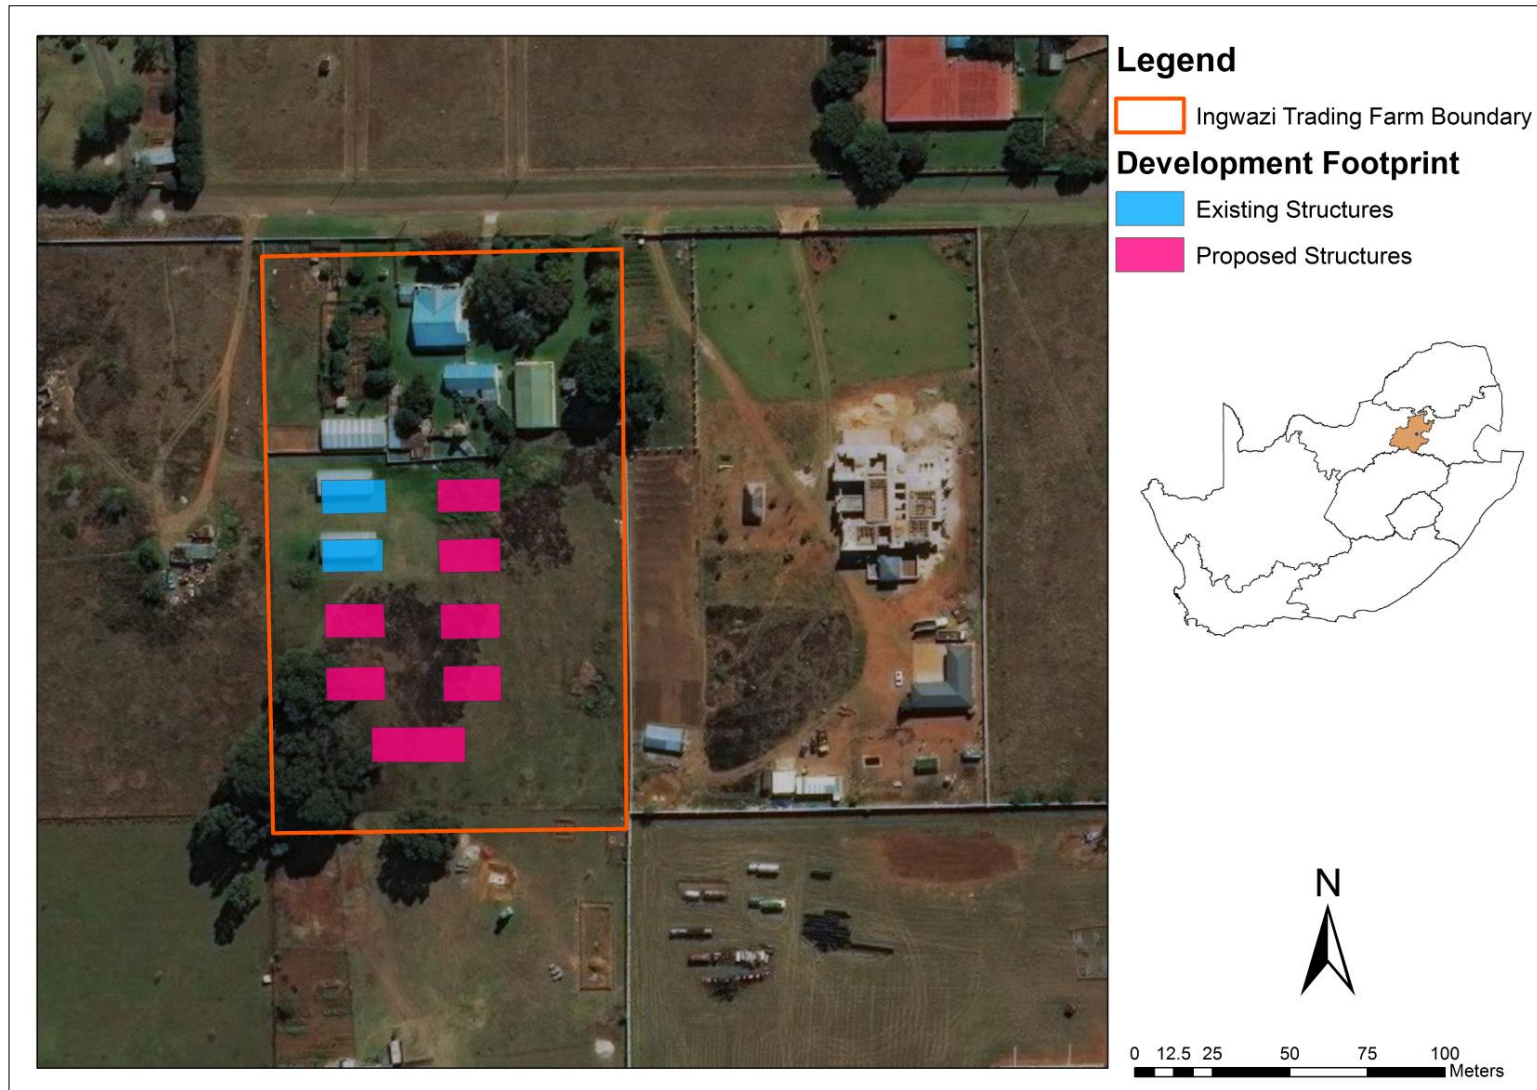 Legend
Ingwazi Trading Farm Boundary
Development Footprint
Existing Structures
Proposed Structures
N
0 12.5 25 50 75 100
Meters